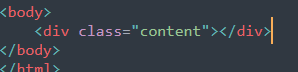 <body>
<div class="content"></div>
</body>
</html>